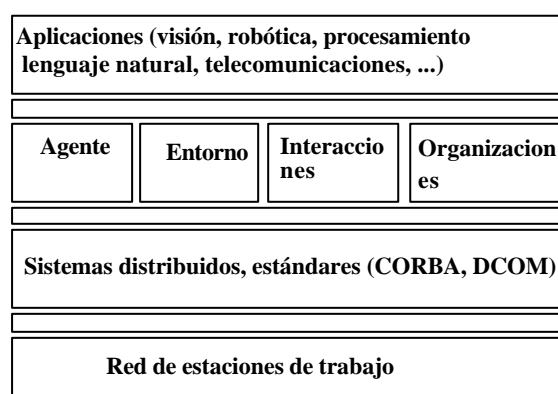 Aplicaciones (visión, robótica, procesamiento
lenguaje natural, telecomunicaciones, ...)
Agente
Entorno
Interaccio
nes
Organizacion
es
Sistemas distribuidos, estándares (CORBA, DCOM)
Red de estaciones de trabajo